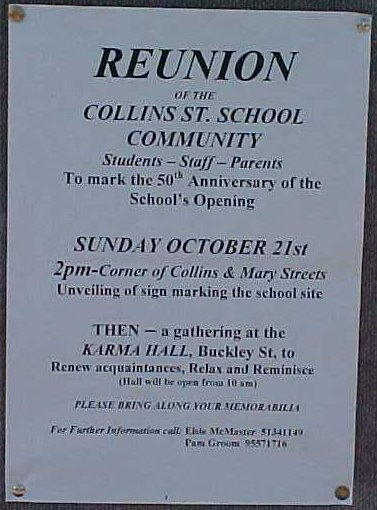 REUNION
OF THE
COLLINS ST. SCHOOL
COMMUNITY
Students – Staff – Parents
To mark the 50th Anniversary of the
School's Opening
SUNDAY OCTOBER 21st
2pm-Corner of Collins & Mary Streets
Unveiling of sign marking the school site
THEN – a gathering at the
KARMA HALL, Buckley St, to
Renew acquaintances, Relax and Reminisce
(Hall will be open from 10 am)
PLEASE BRING ALONG YOUR MEMORABILIA
For Further Information call: Elsie McMaster 51341149
Pam Groom 95571716